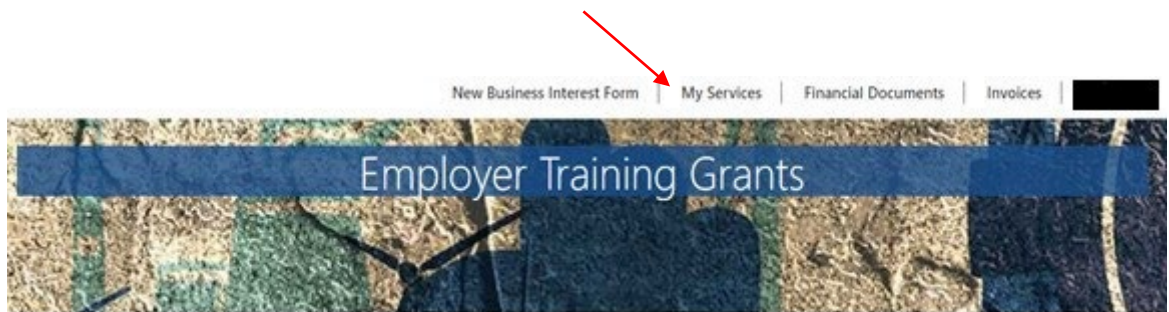 New Business Interest Form | My Services | Financial Documents | Invoices |
Employer Training Grants